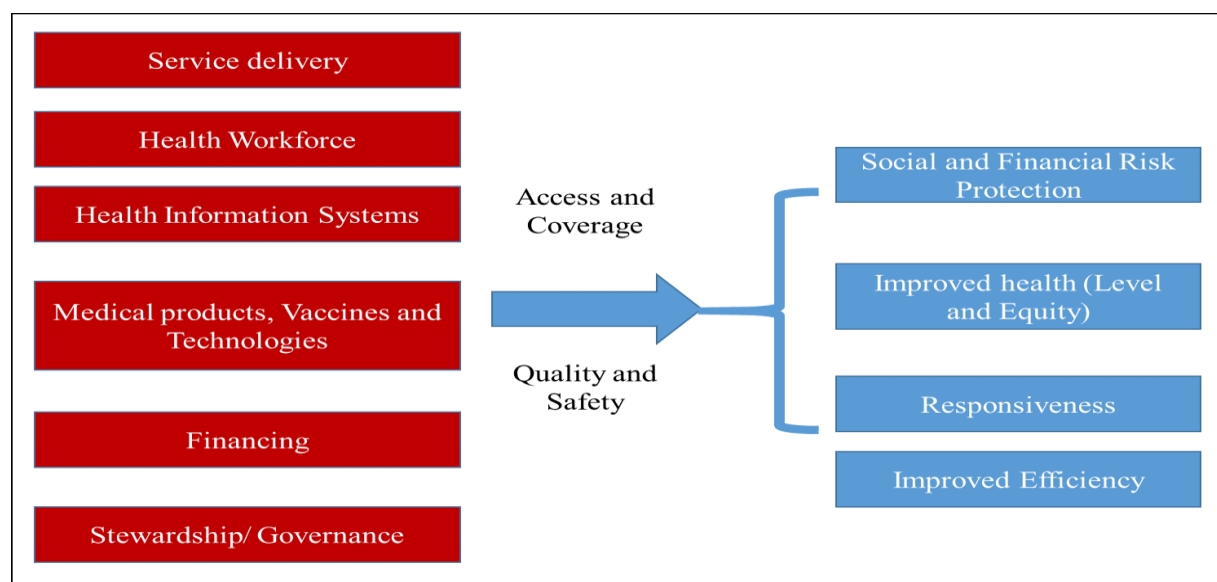 Service delivery
Health Workforce
Health Information Systems
Medical products, Vaccines and
Technologies
Financing
Stewardship/ Governance
Access and
Coverage
Quality and
Safety
Social and Financial Risk
Protection
Improved health (Level
and Equity)
Responsiveness
Improved Efficiency